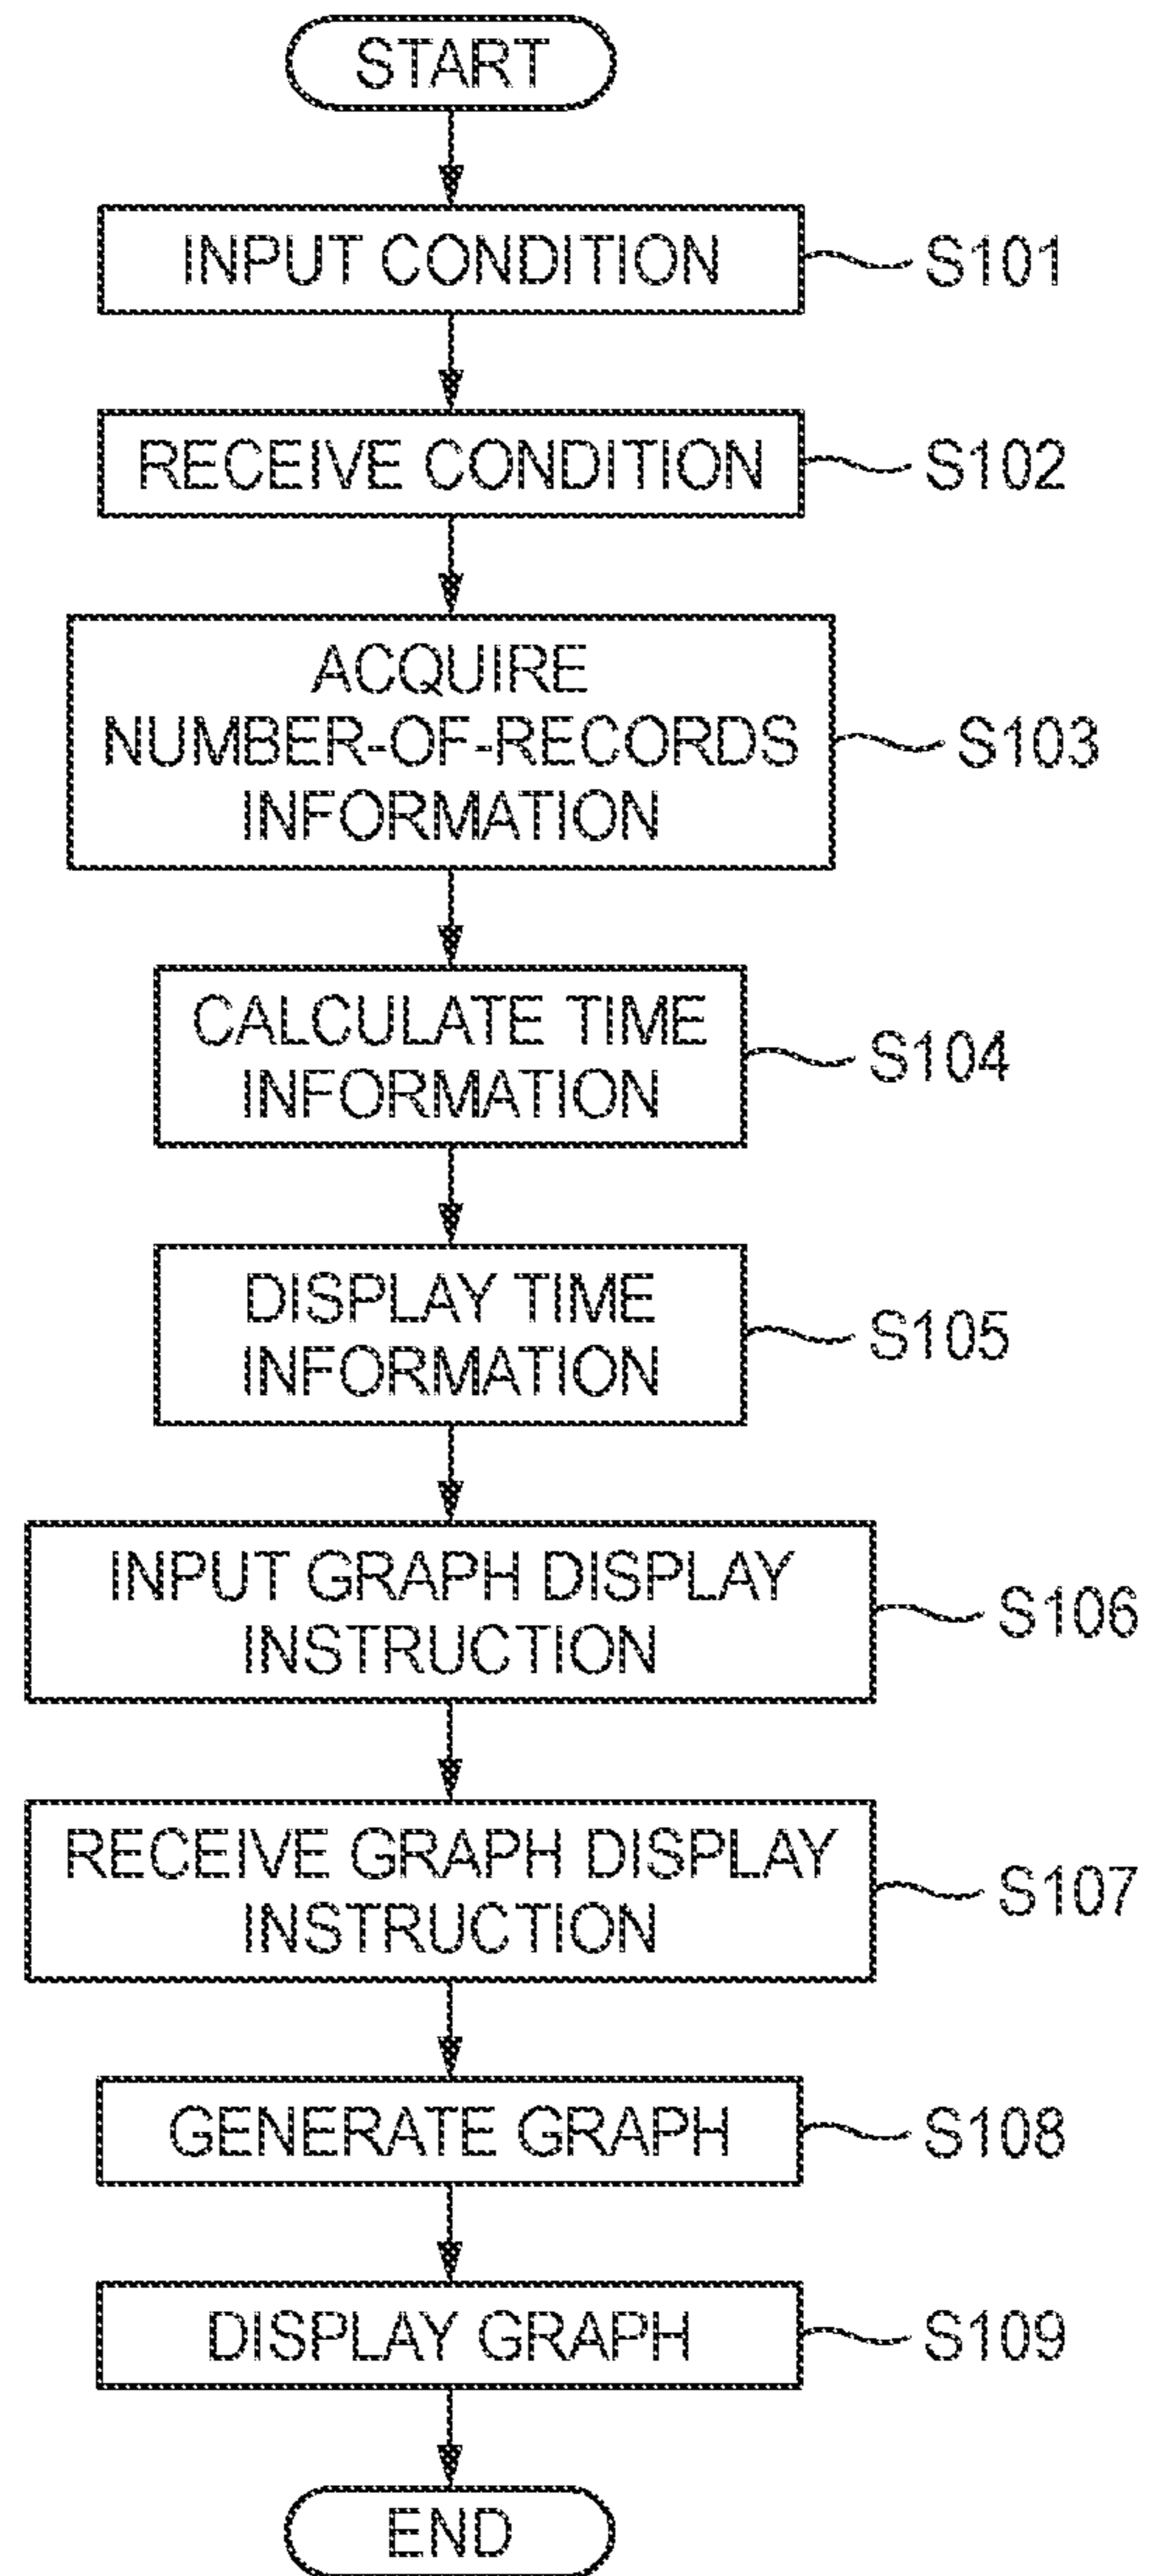 START
INPUT CONDITION
S101
RECEIVE CONDITION
S102
ACQUIRE
NUMBER-OF-RECORDS
INFORMATION
S103
CALCULATE TIME
INFORMATION
S104
DISPLAY TIME
INFORMATION
S105
INPUT GRAPH DISPLAY
INSTRUCTION
S106
RECEIVE GRAPH DISPLAY
INSTRUCTION
S107
GENERATE GRAPH
S108
DISPLAY GRAPH
S109
END